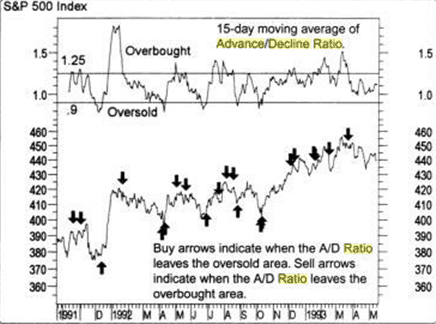 S&P 500 Index
15-day moving average of
Advance/Decline Ratio.
Overbought
1.5
1.5
1.25
1.0
1.0
.9
Oversold
460
460
450
450
440
440
430
430
420
420
410
410
400
400
390
390
380
380
370
370
360
360
Buy arrows indicate when the A/D Ratio
leaves the oversold area. Sell arrows
indicate when the A/D Ratio leaves the
overbought area.
1991 D 1992 M A M J J A S O N D 1993 M A M